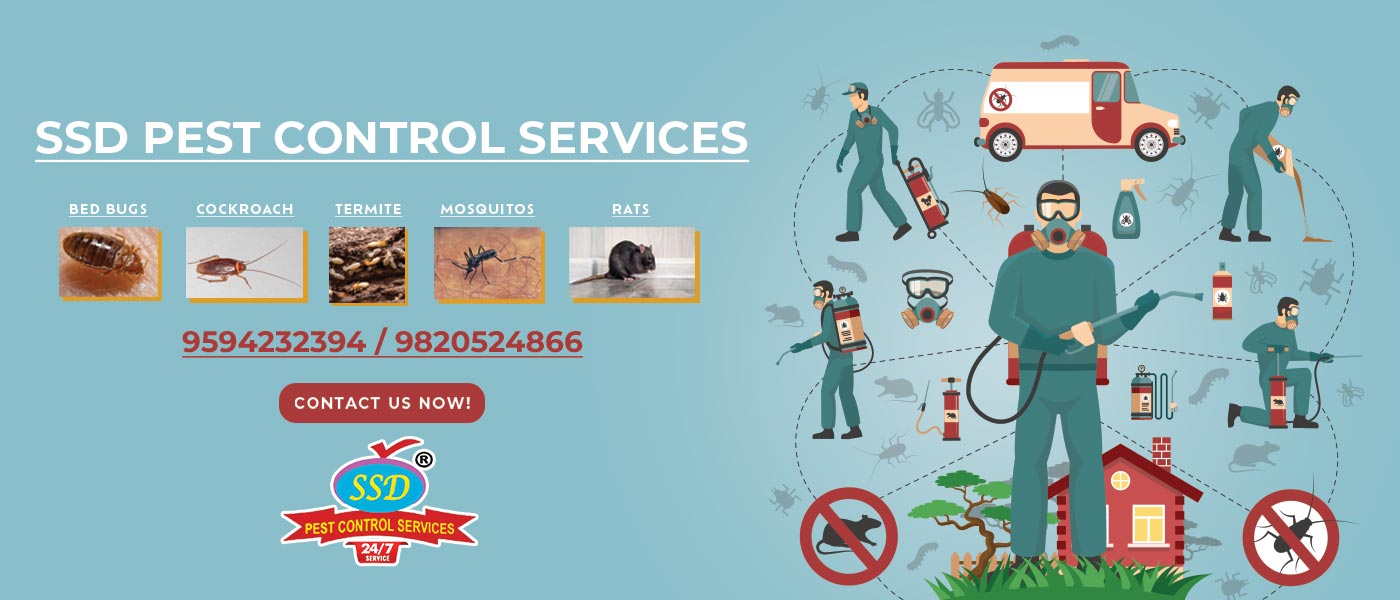 SSD PEST CONTROL SERVICES
BED BUGS
COCKROACH
TERMITE
MOSQUITOS
RATS
9594232394 / 9820524866
CONTACT US NOW!
®
SSD
PEST CONTROL SERVICES
24/7
SERVICE